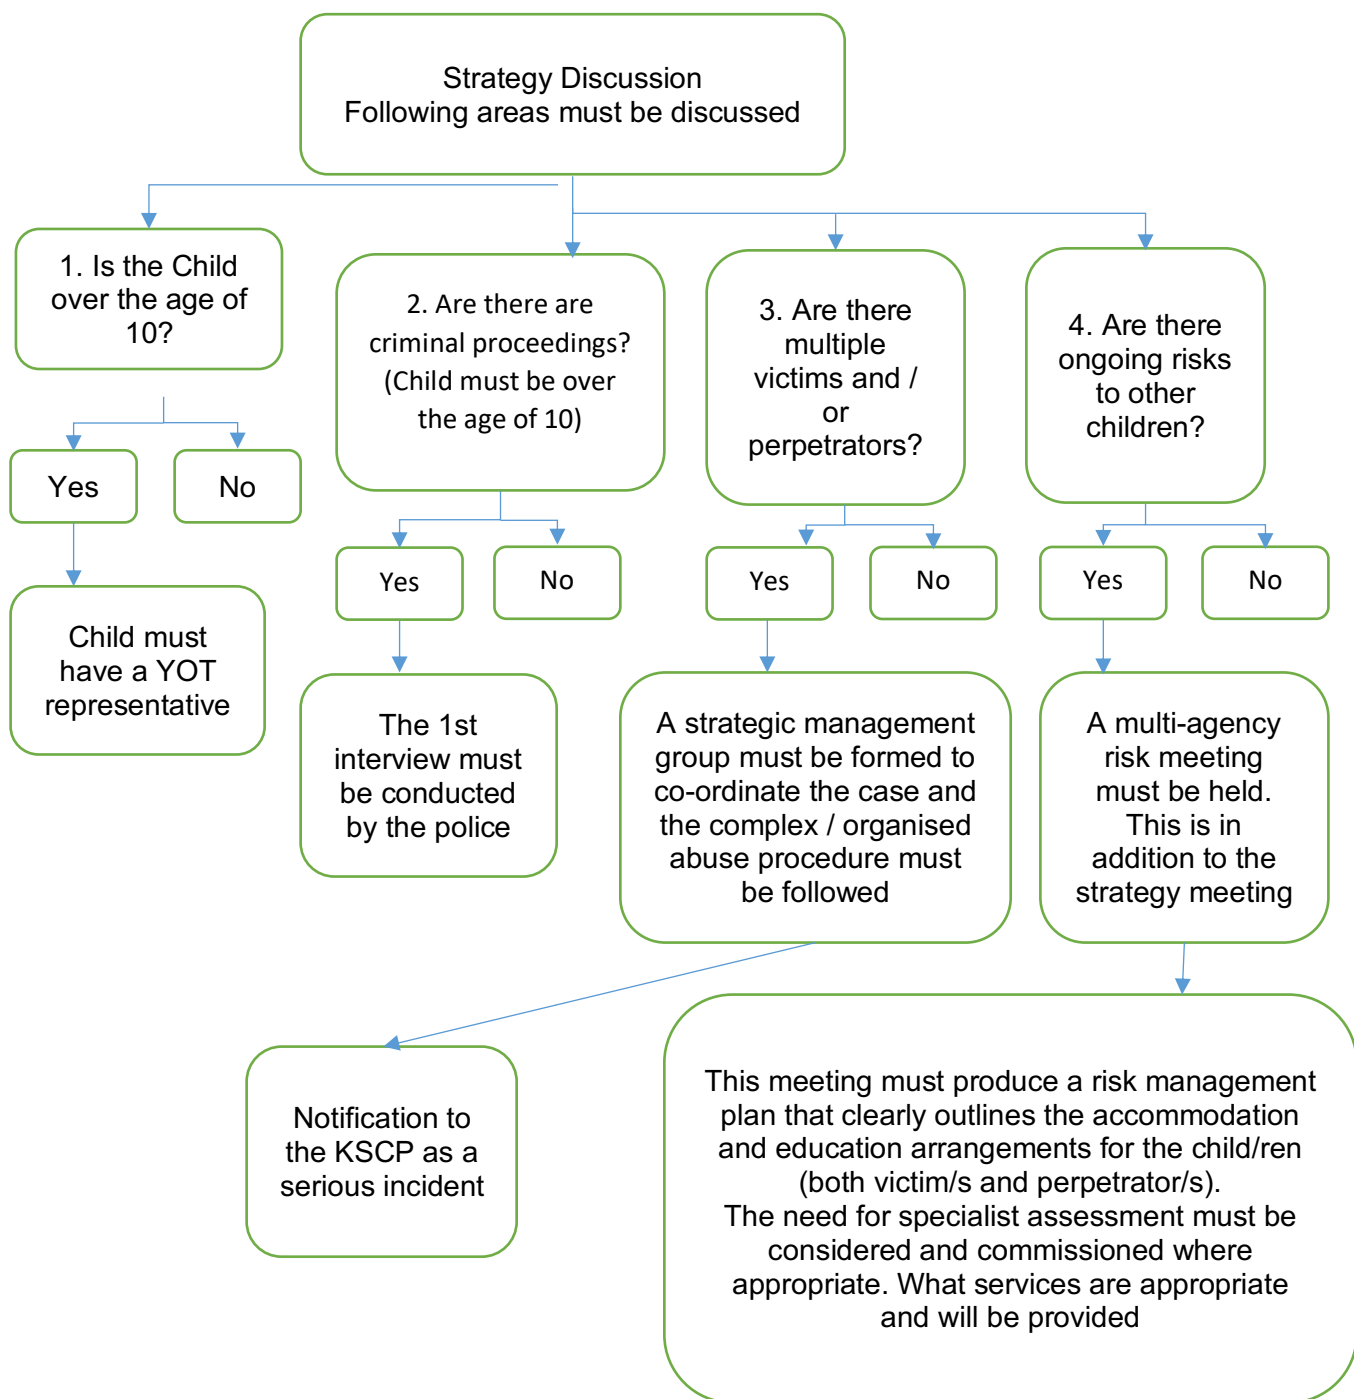 Strategy Discussion
Following areas must be discussed
1. Is the Child
over the age of
10?
Yes
No
Child must
have a YOT
representative
2. Are there are
criminal proceedings?
(Child must be over
the age of 10)
Yes
No
The 1st
interview must
be conducted
by the police
3. Are there
multiple
victims and /
or
perpetrators?
Yes
No
A strategic management
group must be formed to
co-ordinate the case and
the complex / organised
abuse procedure must
be followed
Notification to
the KSCP as a
serious incident
4. Are there
ongoing risks
to other
children?
Yes
No
A multi-agency
risk meeting
must be held.
This is in
addition to the
strategy meeting
This meeting must produce a risk management
plan that clearly outlines the accommodation
and education arrangements for the child/ren
(both victim/s and perpetrator/s).
The need for specialist assessment must be
considered and commissioned where
appropriate. What services are appropriate
and will be provided